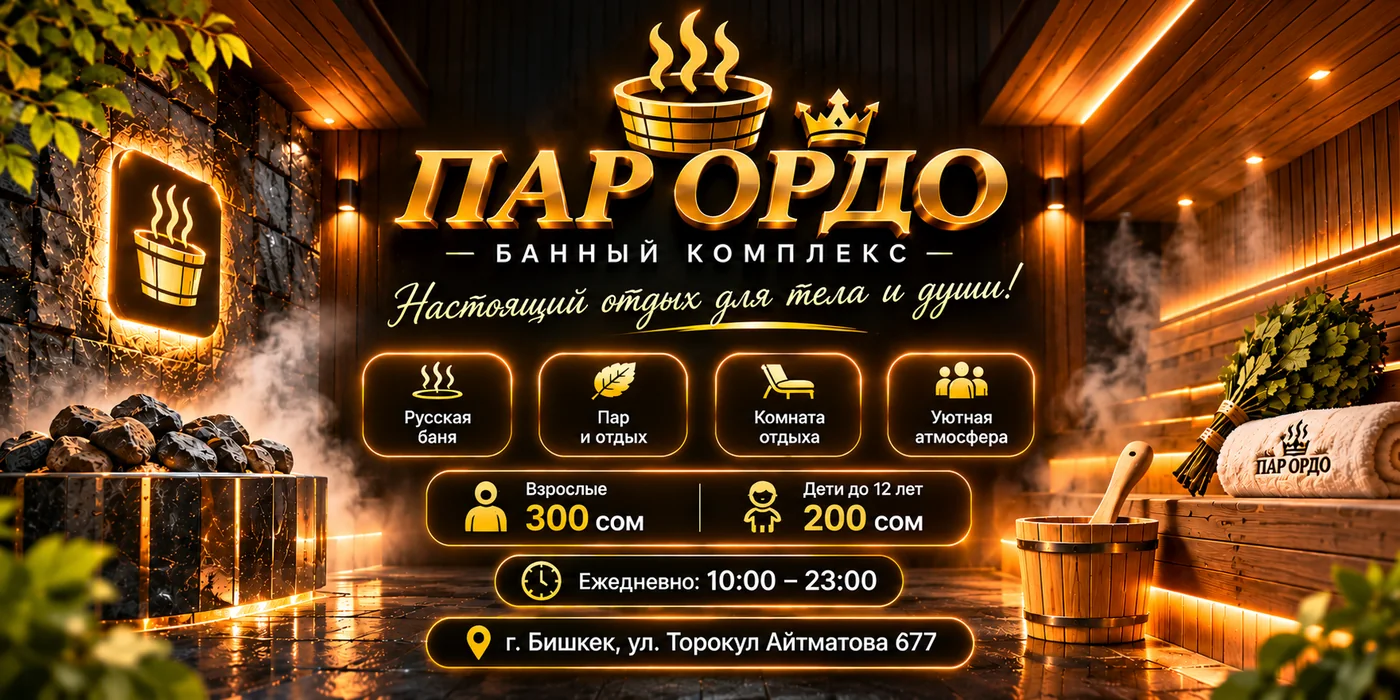 ПАР ОРДО
— БАННЫЙ КОМПЛЕКС —
Настоящий отдых для тела и души!
Русская
баня
Пар
и отдых
Комната
отдыха
Уютная
атмосфера
Взрослые
300 сом
Дети до 12 лет
200 сом
Ежедневно: 10:00 – 23:00
г. Бишкек, ул. Торокул Айтматова 677
ПАР ОРДО